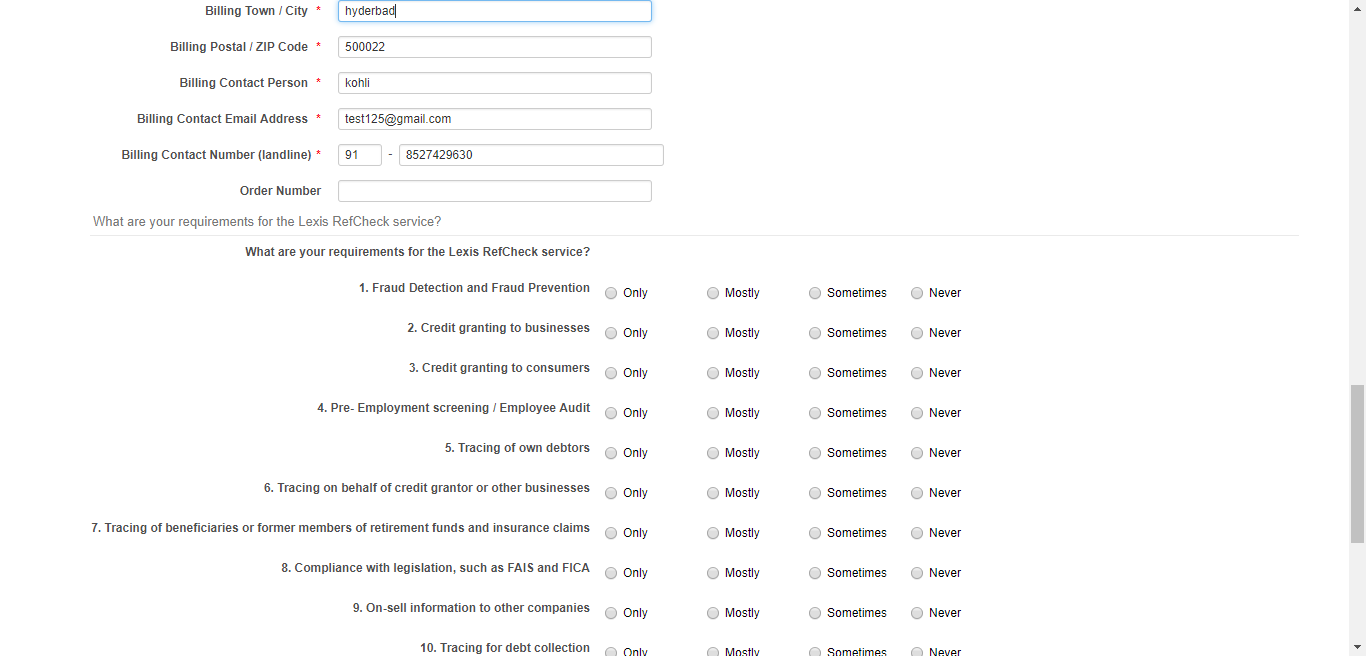 Billing Town / City * hyderbad
Billing Postal / ZIP Code * 500022
Billing Contact Person * kohli
Billing Contact Email Address * test125@gmail.com
Billing Contact Number (landline) * 91 - 8527429630
Order Number
What are your requirements for the Lexis RefCheck service?
What are your requirements for the Lexis RefCheck service?
1. Fraud Detection and Fraud Prevention Only Mostly Sometimes Never
2. Credit granting to businesses Only Mostly Sometimes Never
3. Credit granting to consumers Only Mostly Sometimes Never
4. Pre- Employment screening / Employee Audit Only Mostly Sometimes Never
5. Tracing of own debtors Only Mostly Sometimes Never
6. Tracing on behalf of credit grantor or other businesses Only Mostly Sometimes Never
7. Tracing of beneficiaries or former members of retirement funds and insurance claims Only Mostly Sometimes Never
8. Compliance with legislation, such as FAIS and FICA Only Mostly Sometimes Never
9. On-sell information to other companies Only Mostly Sometimes Never
10. Tracing for debt collection Only Mostly Sometimes Never